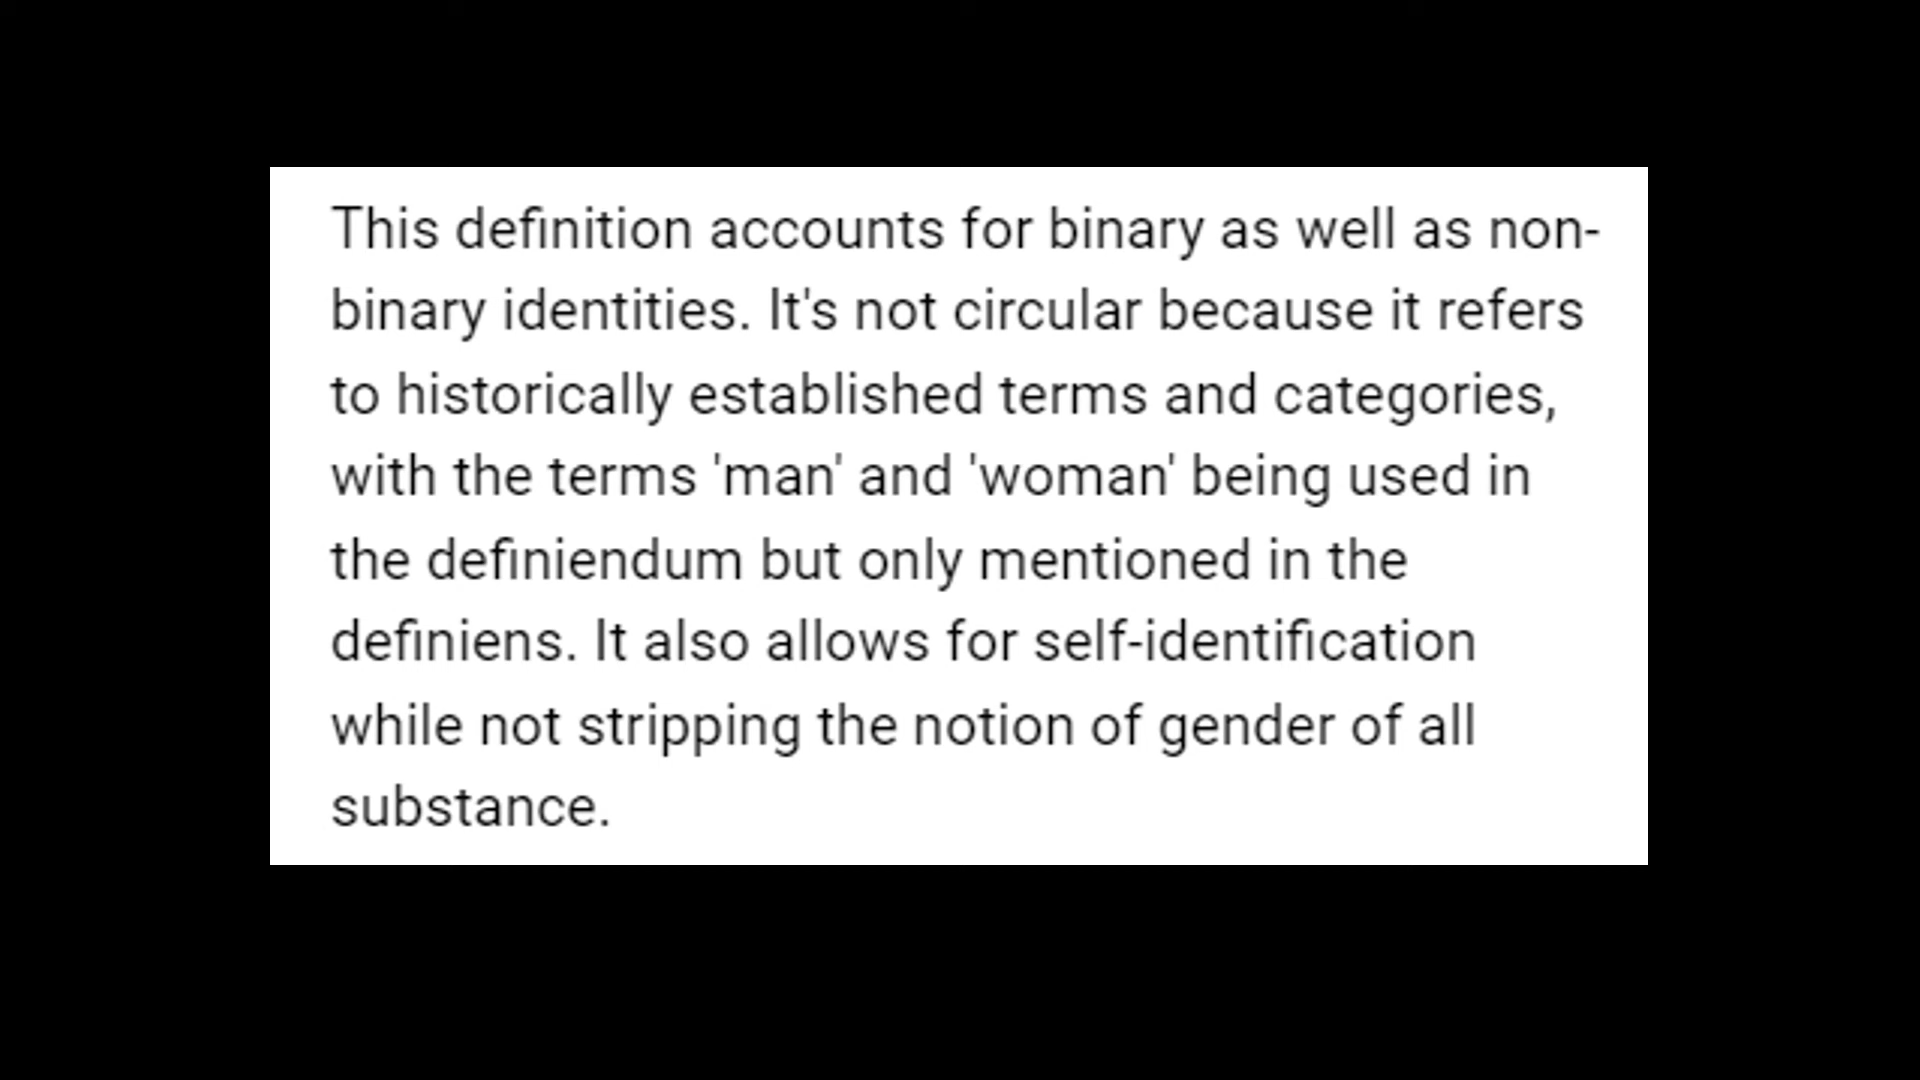 This definition accounts for binary as well as non-
binary identities. It's not circular because it refers
to historically established terms and categories,
with the terms 'man' and 'woman' being used in
the definiendum but only mentioned in the
definiens. It also allows for self-identification
while not stripping the notion of gender of all
substance.